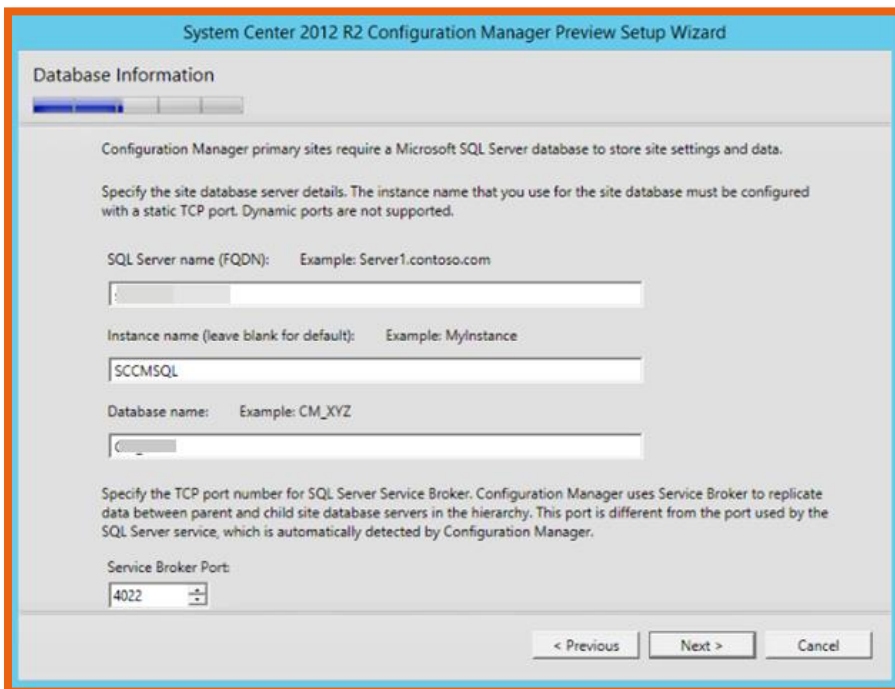 System Center 2012 R2 Configuration Manager Preview Setup Wizard
Database Information
Configuration Manager primary sites require a Microsoft SQL Server database to store site settings and data.
Specify the site database server details. The instance name that you use for the site database must be configured
with a static TCP port. Dynamic ports are not supported.
SQL Server name (FQDN): Example: Server1.contoso.com
Instance name (leave blank for default): Example: MyInstance
SCCMSQL
Database name: Example: CM_XYZ
Specify the TCP port number for SQL Server Service Broker. Configuration Manager uses Service Broker to replicate
data between parent and child site database servers in the hierarchy. This port is different from the port used by the
SQL Server service, which is automatically detected by Configuration Manager.
Service Broker Port:
4022
< Previous Next > Cancel